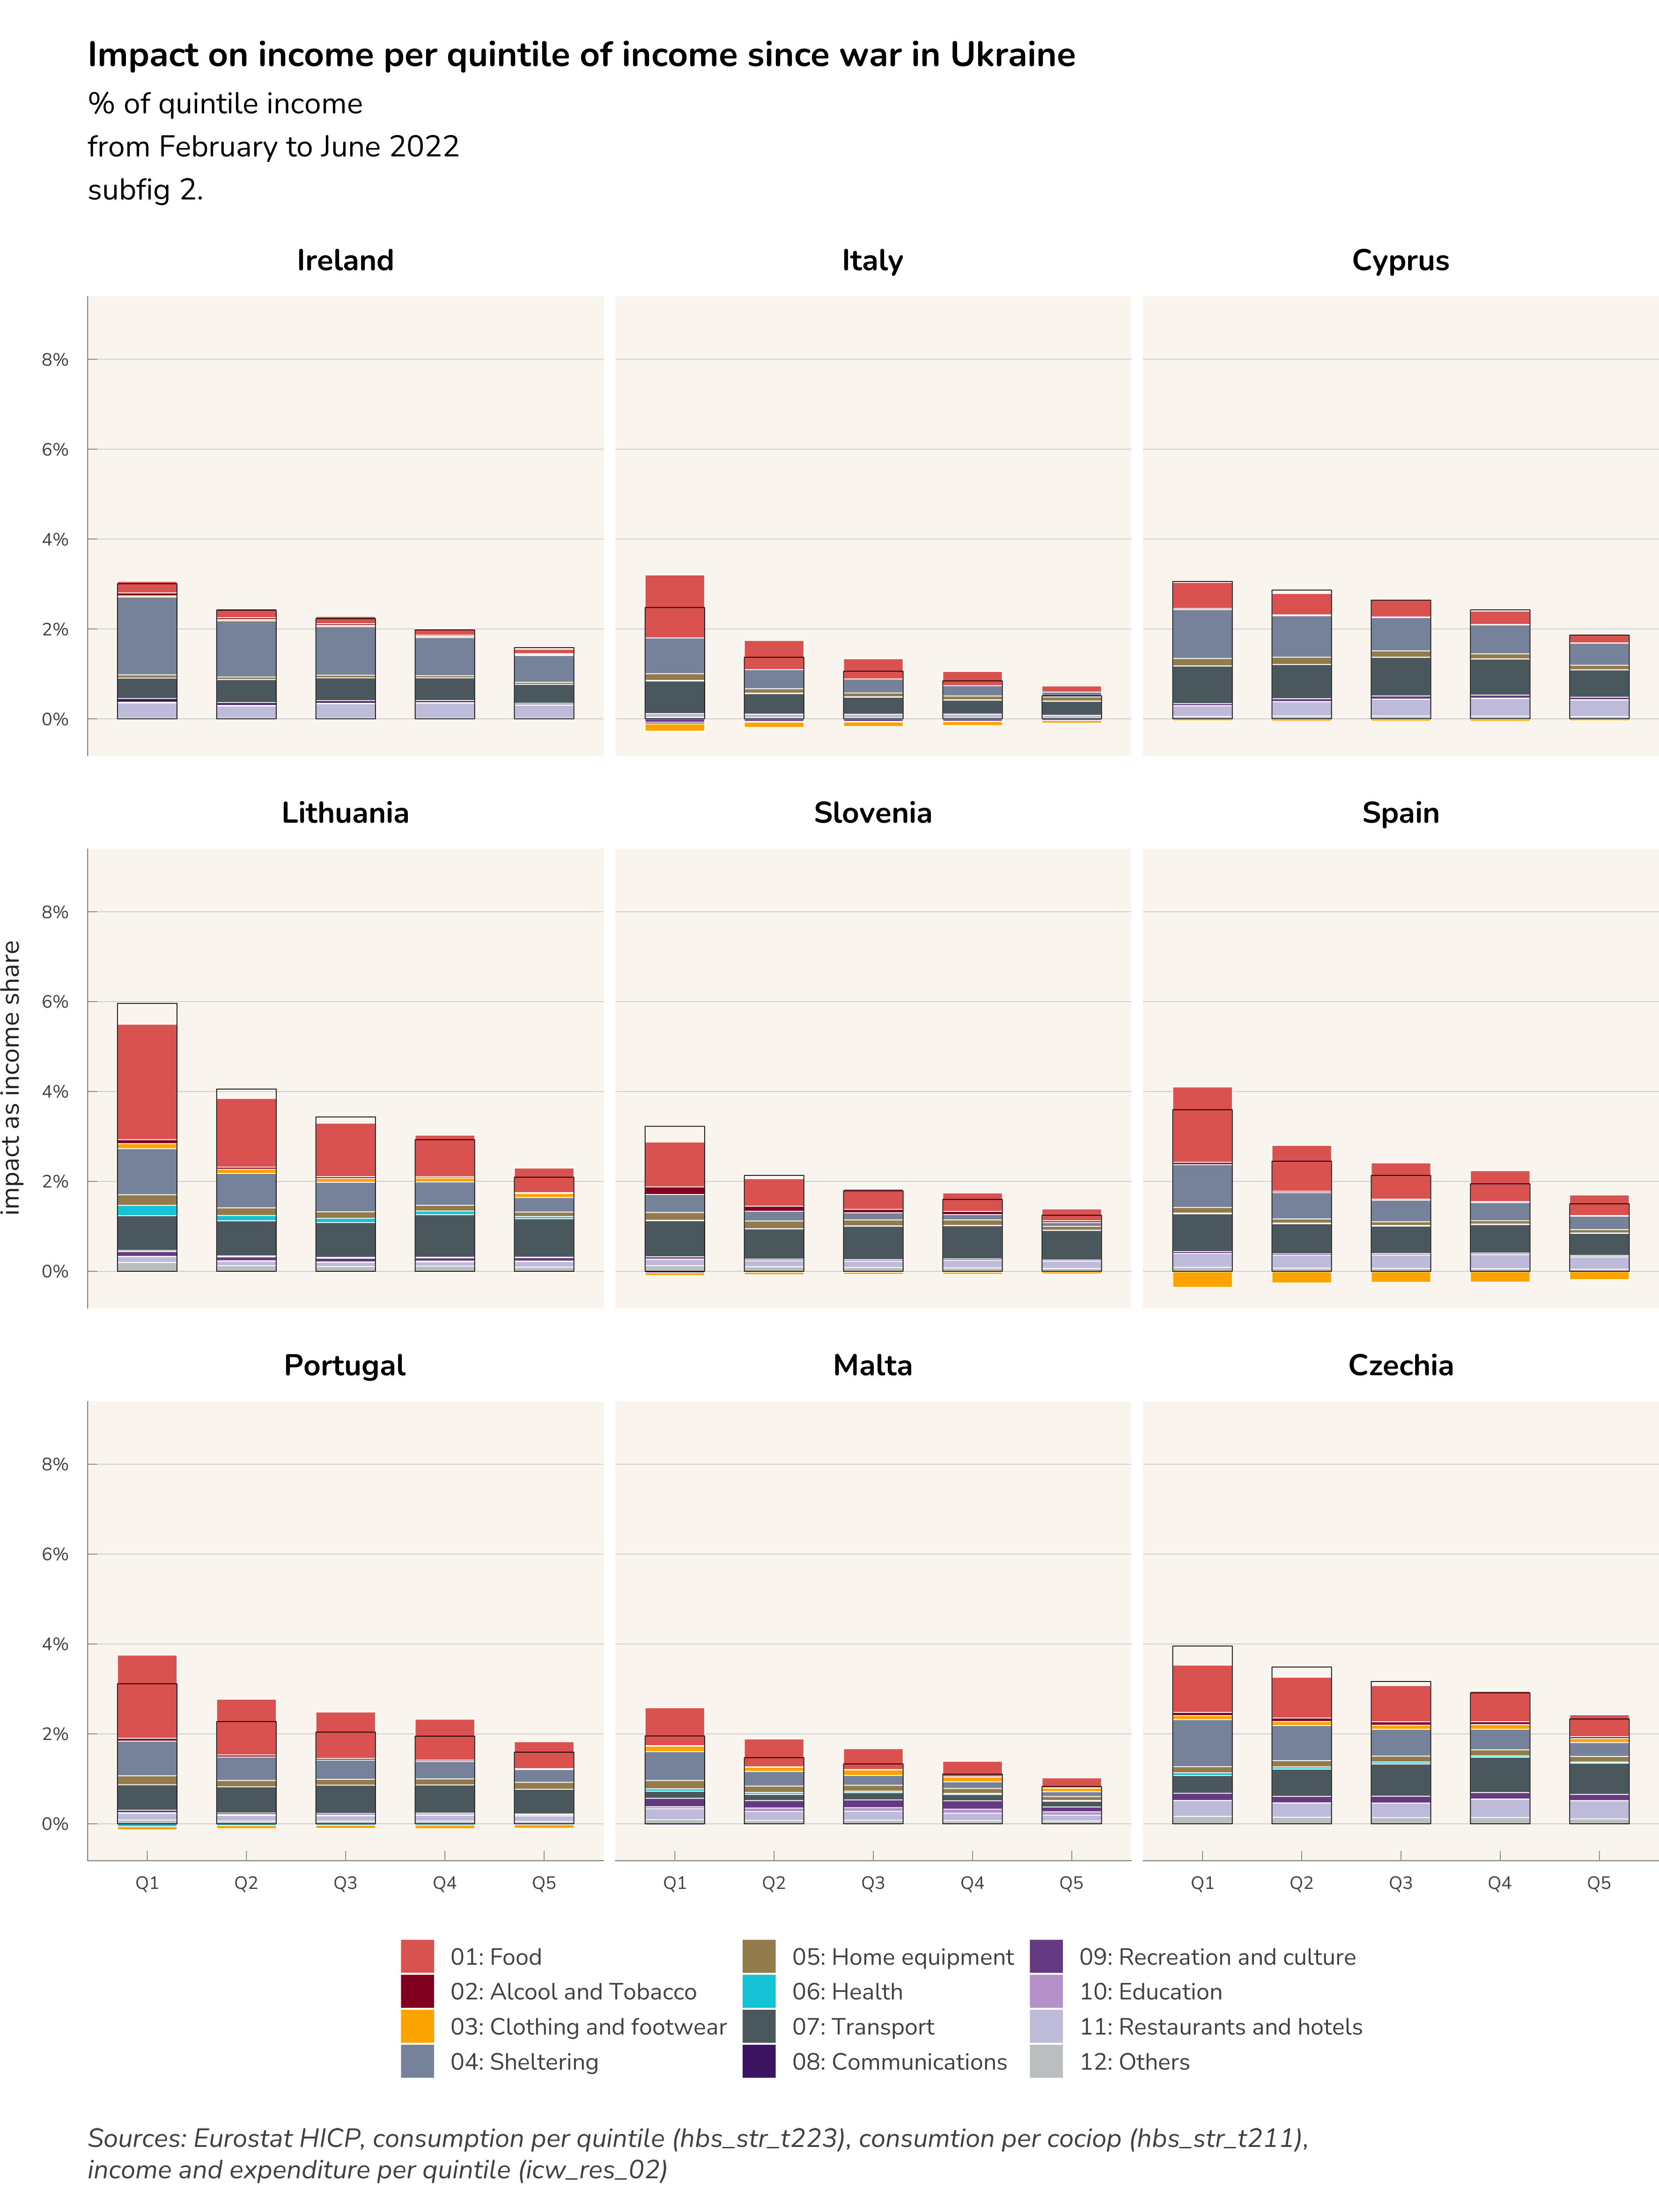 Impact on income per quintile of income since war in Ukraine
% of quintile income
from February to June 2022
subfig 2.
Ireland
Italy
Cyprus
8%
6%
4%
2%
0%
Lithuania
Slovenia
Spain
impact as income share
8%
6%
4%
2%
0%
Portugal
Malta
Czechia
8%
6%
4%
2%
0%
Q1 Q2 Q3 Q4 Q5
Q1 Q2 Q3 Q4 Q5
Q1 Q2 Q3 Q4 Q5
01: Food
02: Alcool and Tobacco
03: Clothing and footwear
04: Sheltering
05: Home equipment
06: Health
07: Transport
08: Communications
09: Recreation and culture
10: Education
11: Restaurants and hotels
12: Others
Sources: Eurostat HICP, consumption per quintile (hbs_str_t223), consumtion per cociop (hbs_str_t211),
income and expenditure per quintile (icw_res_02)